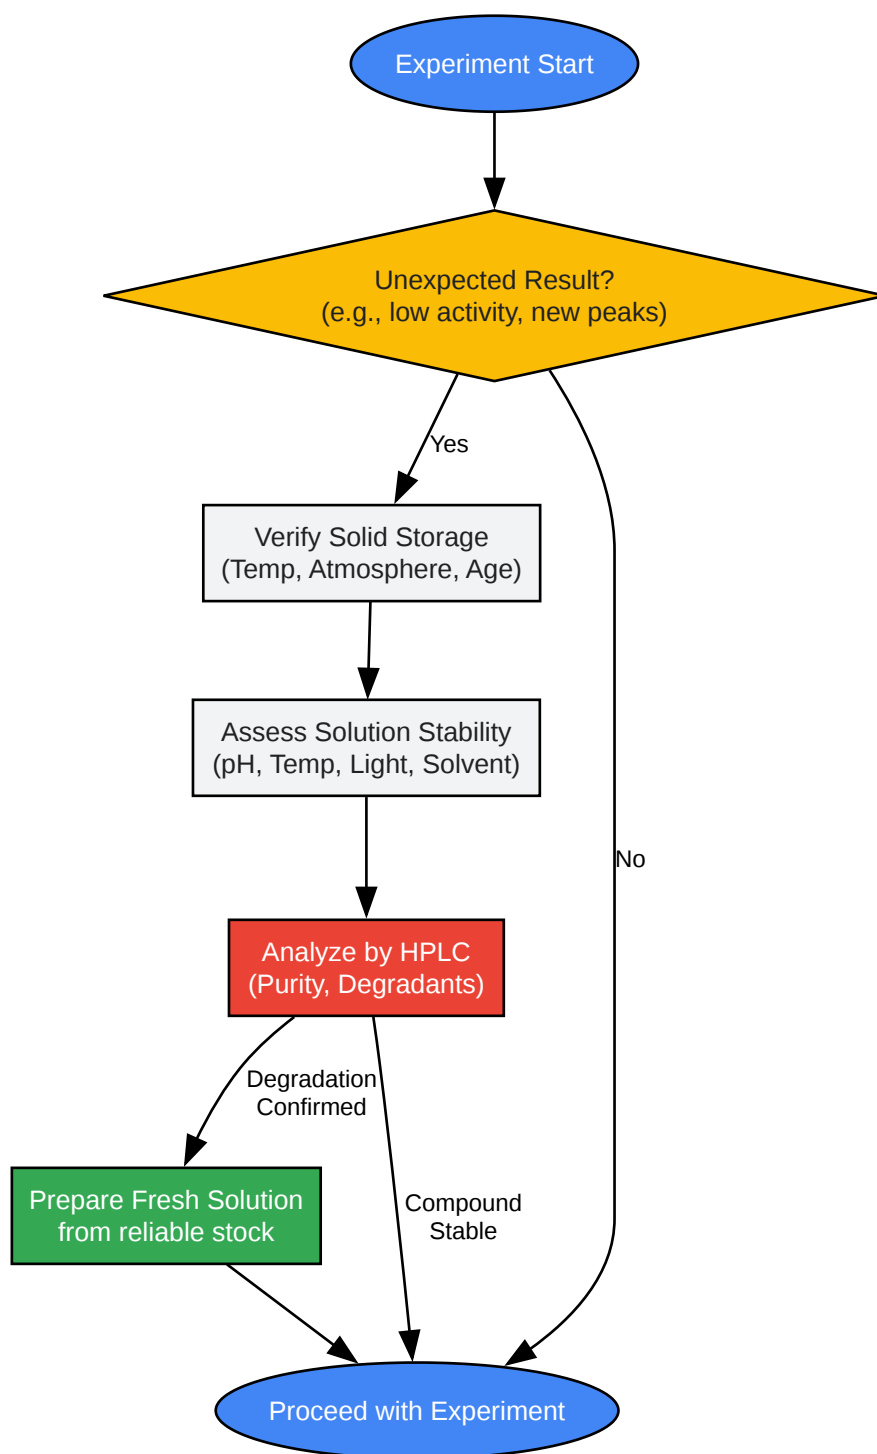 Experiment Start
Unexpected Result?
(e.g., low activity, new peaks)
Yes
Verify Solid Storage
(Temp, Atmosphere, Age)
Assess Solution Stability
(pH, Temp, Light, Solvent)
No
Analyze by HPLC
(Purity, Degradants)
Degradation
Confirmed
Prepare Fresh Solution
from reliable stock
Compound
Stable
Proceed with Experiment